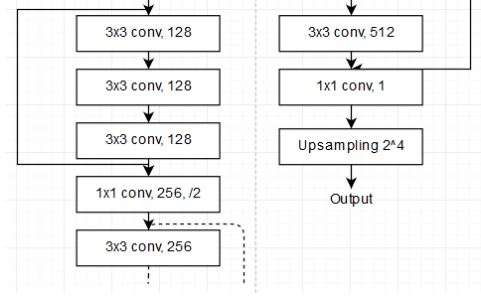 3x3 conv, 128
3x3 conv, 128
3x3 conv, 128
1x1 conv, 256, /2
3x3 conv, 256
3x3 conv, 512
1x1 conv, 1
Upsampling 2^4
Output